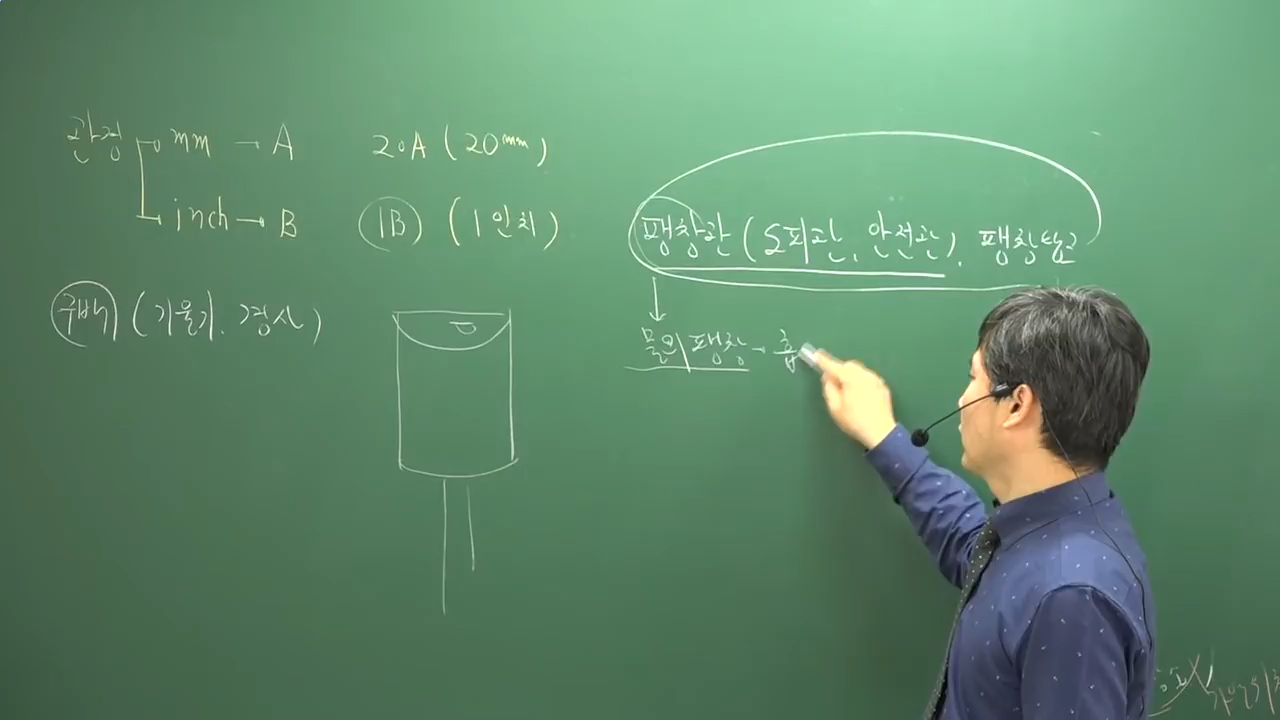 관경 mm → A 20A (20mm)
inch → B (1B) (1인치)
구배 (기울기, 경사)
팽창관 (도피관, 안전관), 팽창탱크
물의 팽창 → 흡